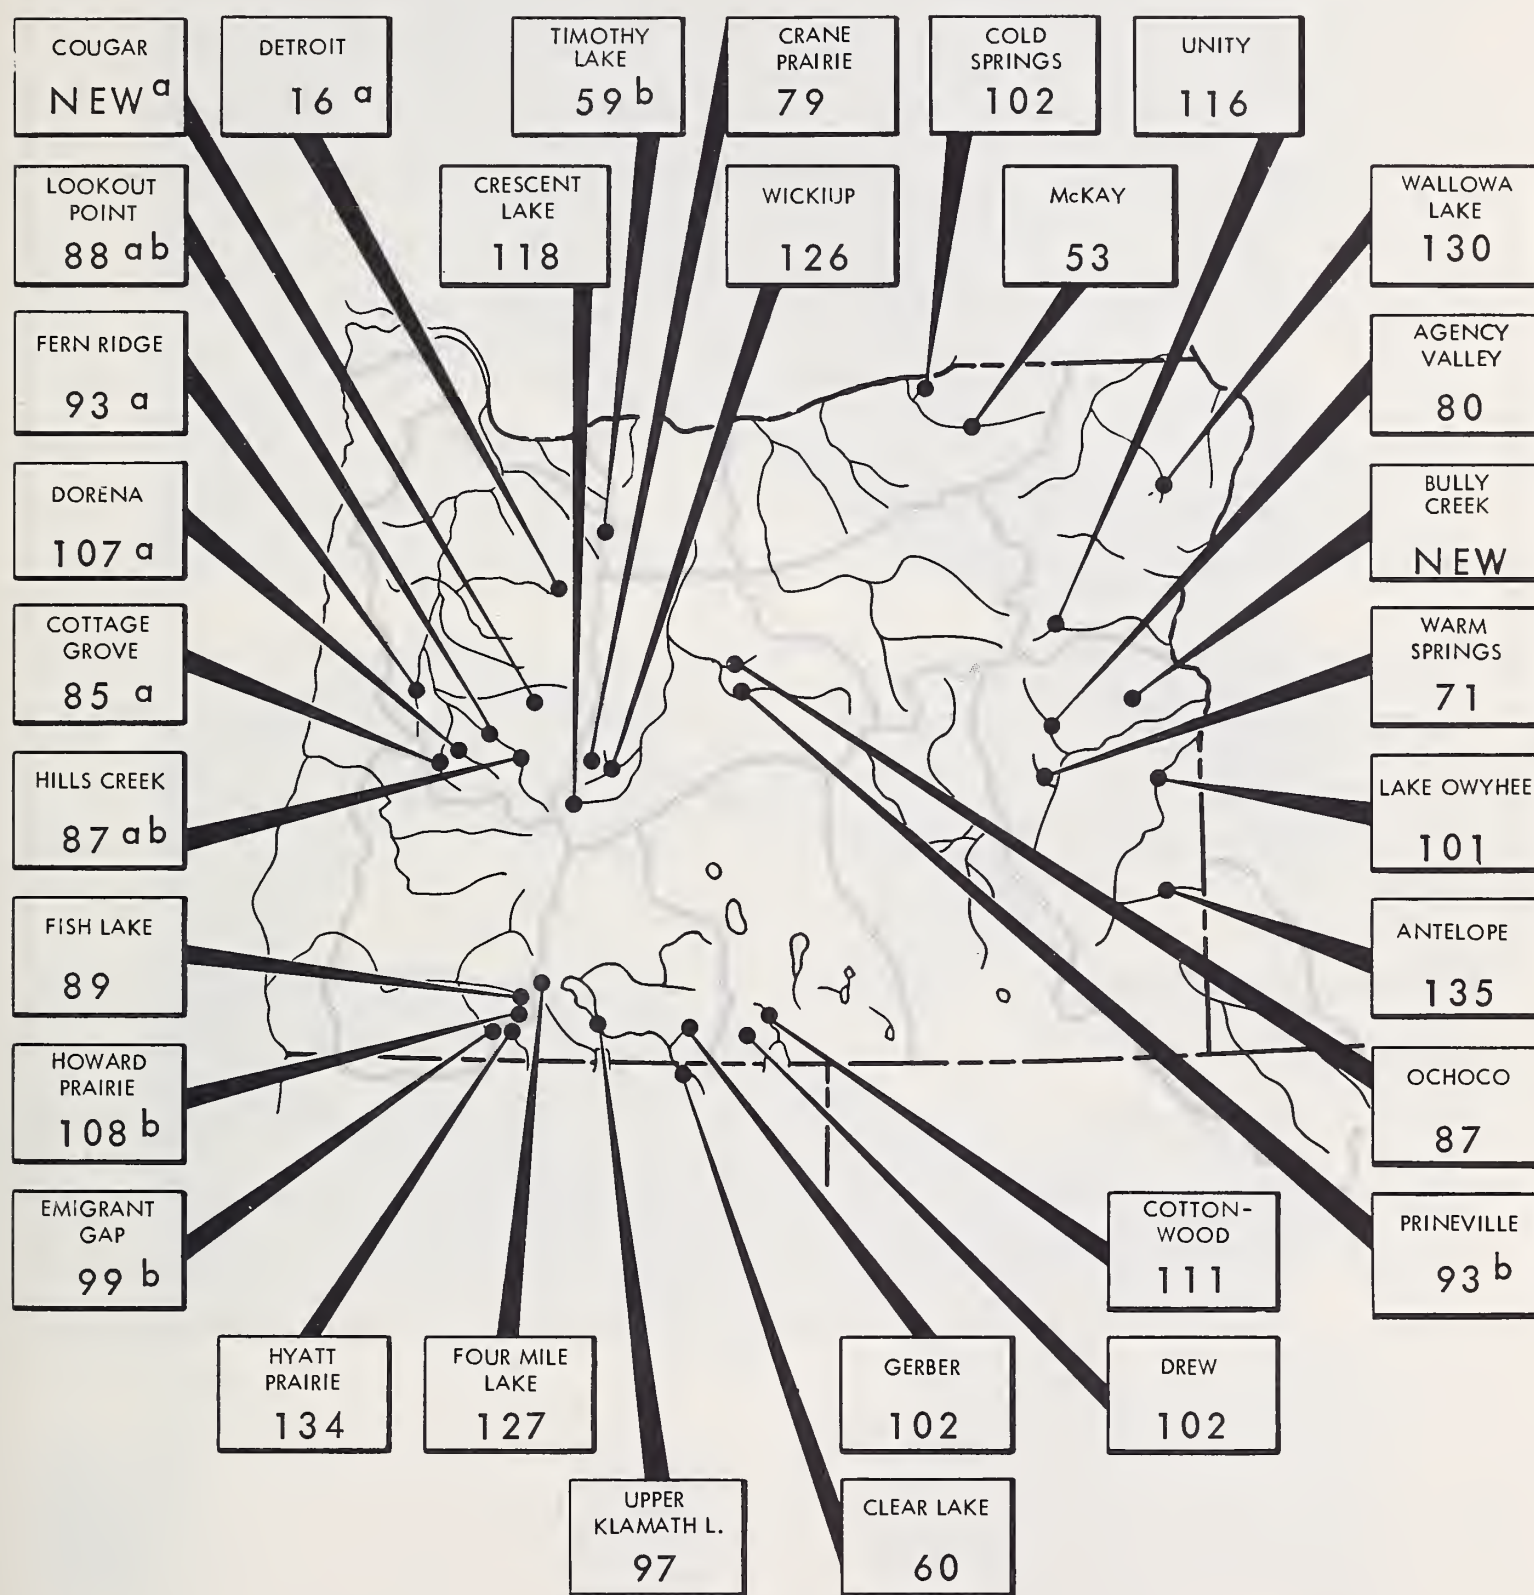 COUGAR
NEW a
DETROIT
16 a
TIMOTHY
LAKE
59 b
CRANE
PRAIRIE
79
COLD
SPRINGS
102
UNITY
116
LOOKOUT
POINT
88 ab
CRESCENT
LAKE
118
WICKIUP
126
McKAY
53
WALLOWA
LAKE
130
FERN RIDGE
93 a
AGENCY
VALLEY
80
DORENA
107 a
BULLY
CREEK
NEW
COTTAGE
GROVE
85 a
WARM
SPRINGS
71
HILLS CREEK
87 ab
LAKE OWYHEE
101
FISH LAKE
89
ANTELOPE
135
HOWARD
PRAIRIE
108 b
OCHOCO
87
EMIGRANT
GAP
99 b
COTTON-
WOOD
111
PRINEVILLE
93 b
HYATT
PRAIRIE
134
FOUR MILE
LAKE
127
GERBER
102
DREW
102
UPPER
KLAMATH L.
97
CLEAR LAKE
60